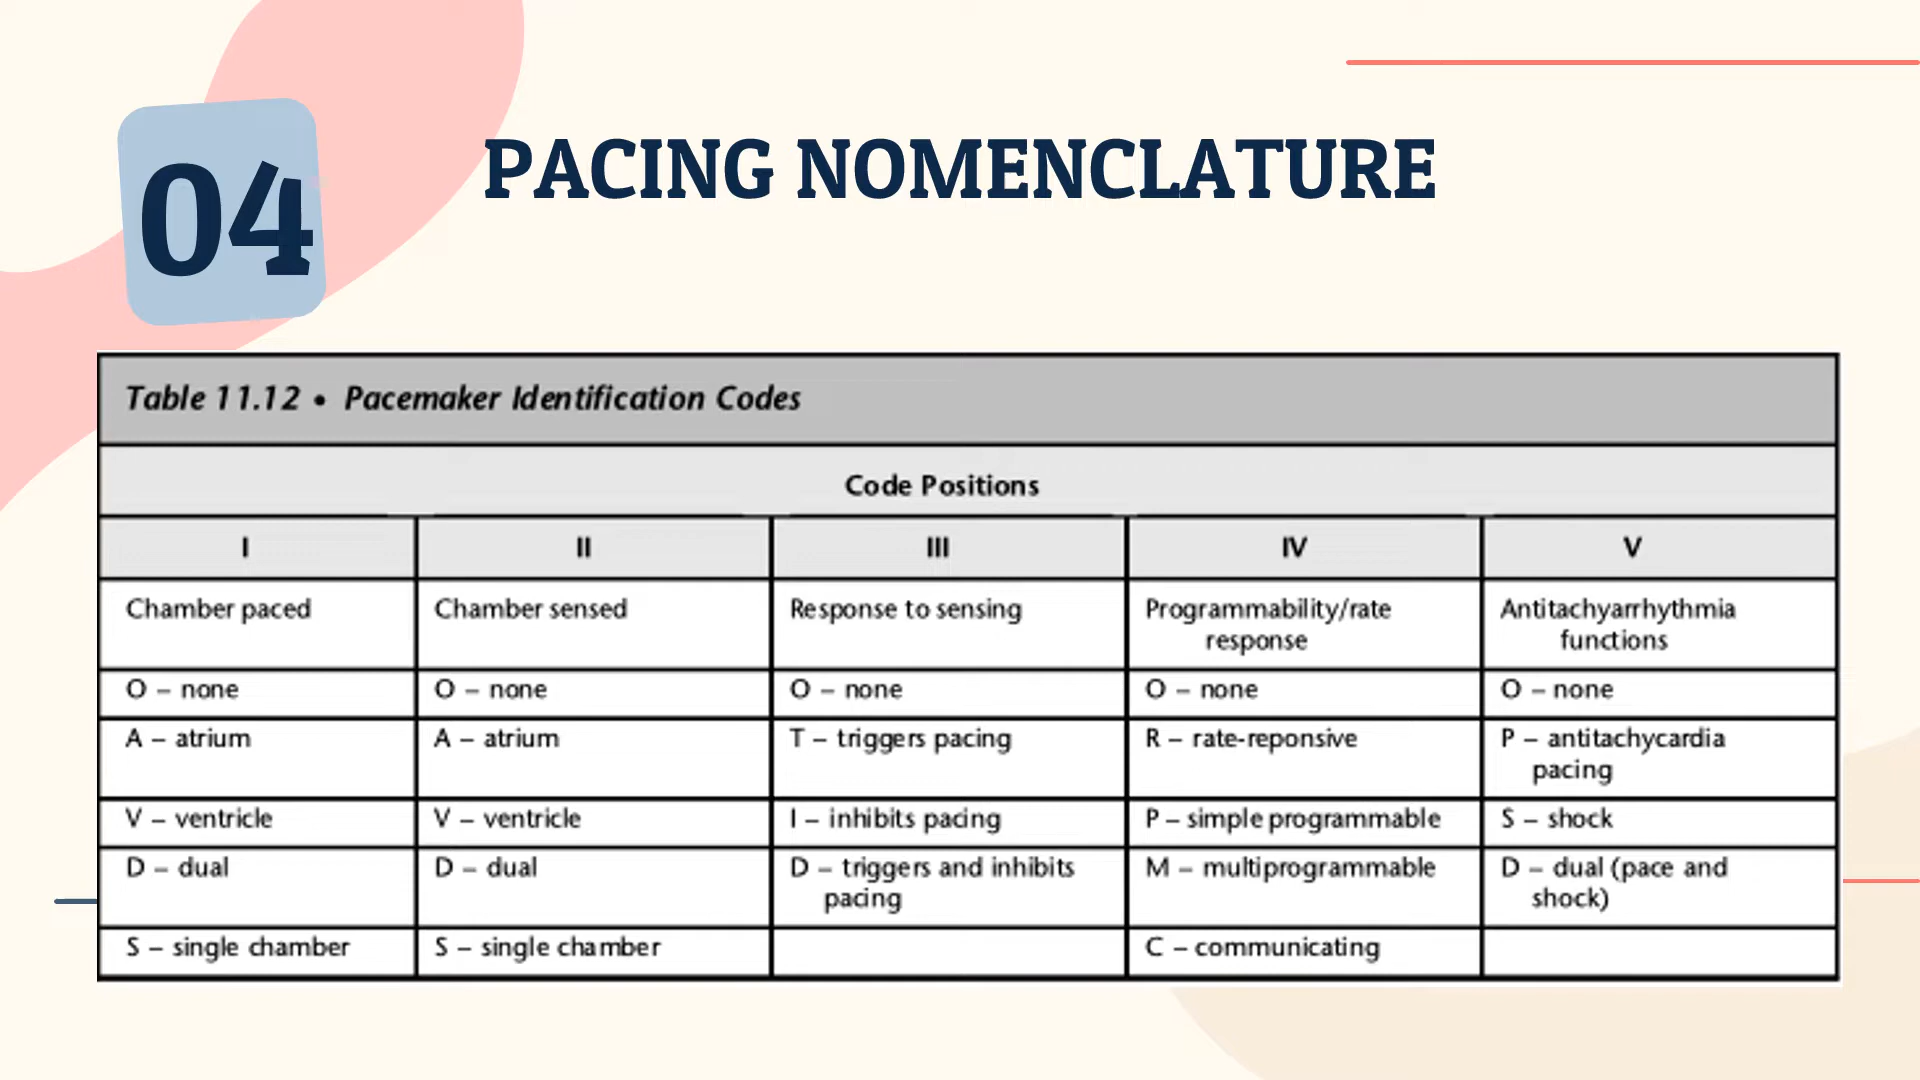 04
PACING NOMENCLATURE
Table 11.12 • Pacemaker Identification Codes
Code Positions
I II III IV V
Chamber paced Chamber sensed Response to sensing Programmability/rate response Antitachyarrhythmia functions
O – none O – none O – none O – none O – none
A – atrium A – atrium T – triggers pacing R – rate-reponsive P – antitachycardia pacing
V – ventricle V – ventricle I – inhibits pacing P – simple programmable S – shock
D – dual D – dual D – triggers and inhibits pacing M – multiprogrammable D – dual (pace and shock)
S – single chamber S – single chamber C – communicating